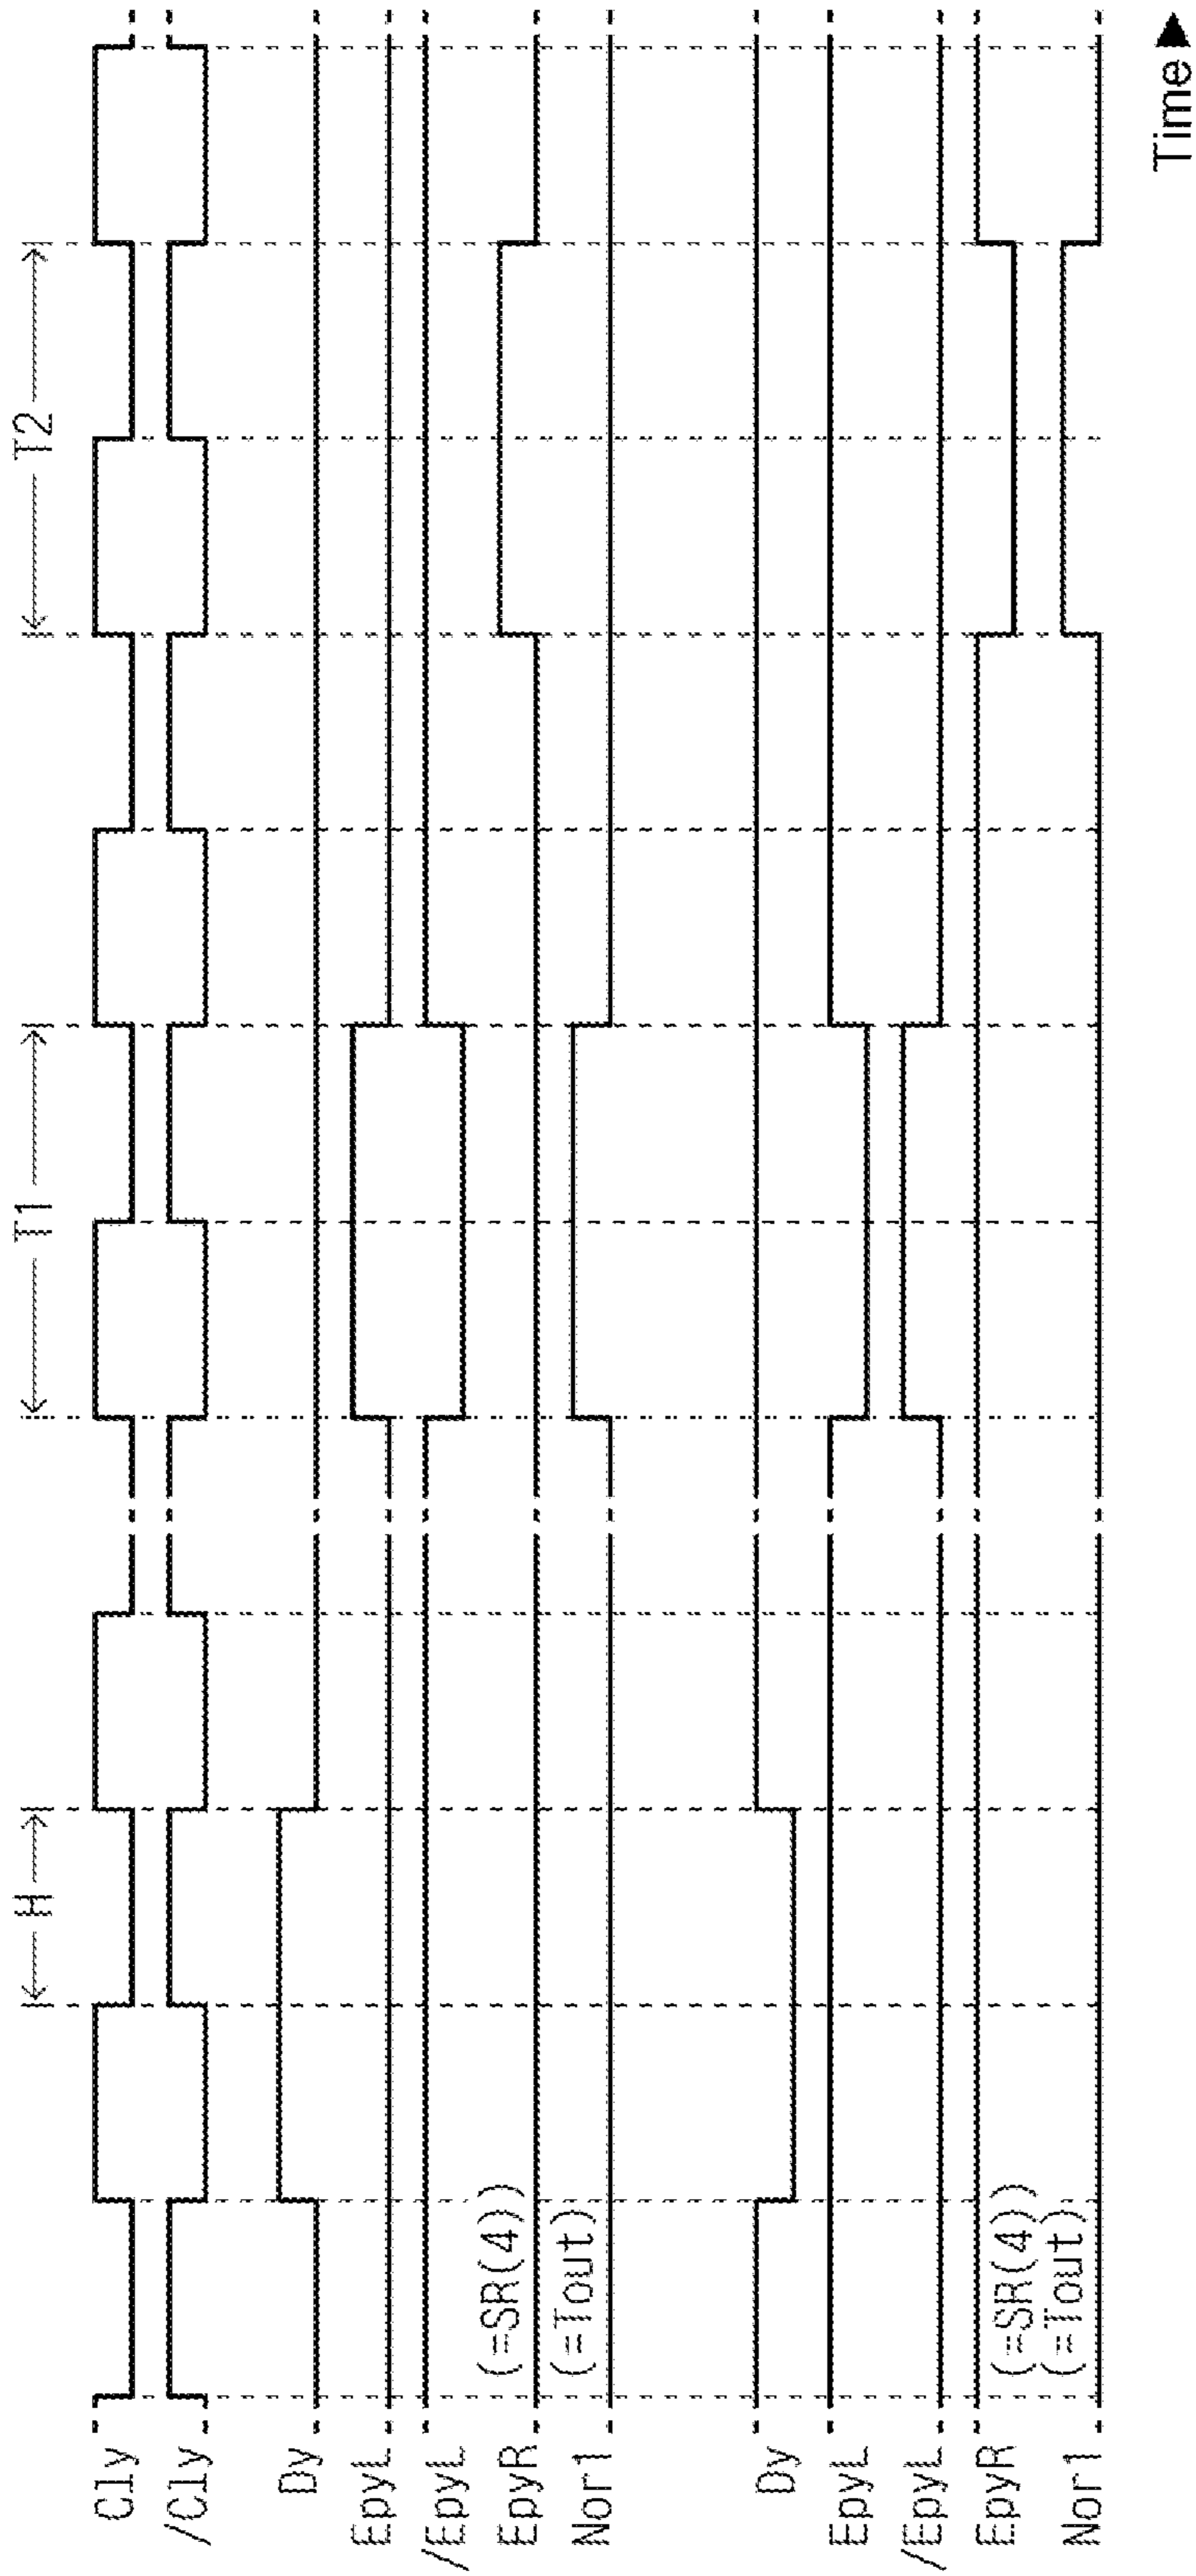 H
T1
T2
Cly
/Cly
Dy
EpyL
/EpyL
EpyR (=SR(4))
Nor1 (=Tout)
Dy
EpyL
/EpyL
EpyR (=SR(4))
Nor1 (=Tout)
Time